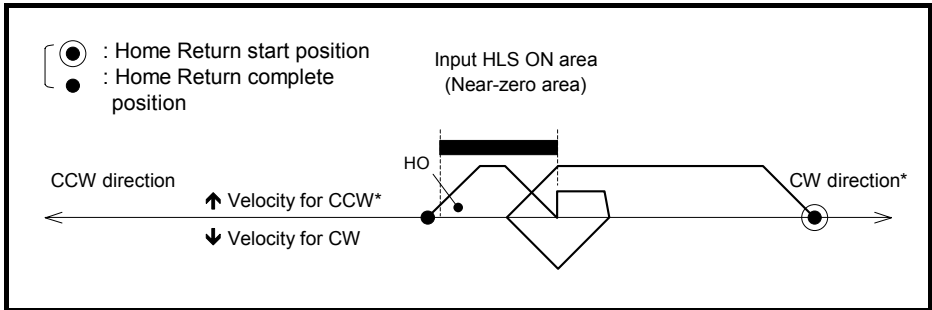 : Home Return start position
: Home Return complete
position
Input HLS ON area
(Near-zero area)
HO
CCW direction
CW direction*
↑ Velocity for CCW*
↓ Velocity for CW